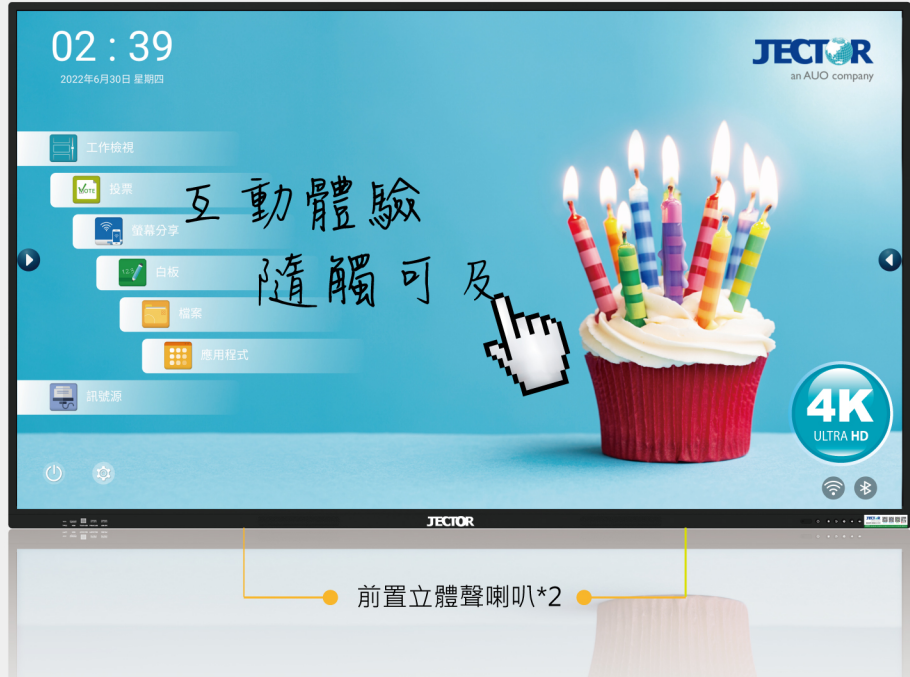 02 : 39
2022年6月30日 星期四
JECTOR
an AUO company
工作檢視
VOTE
投票
螢幕分享
白板
檔案
應用程式
訊號源
互動體驗
隨觸可及
4K
ULTRA HD
JECTOR
前置立體聲喇叭*2